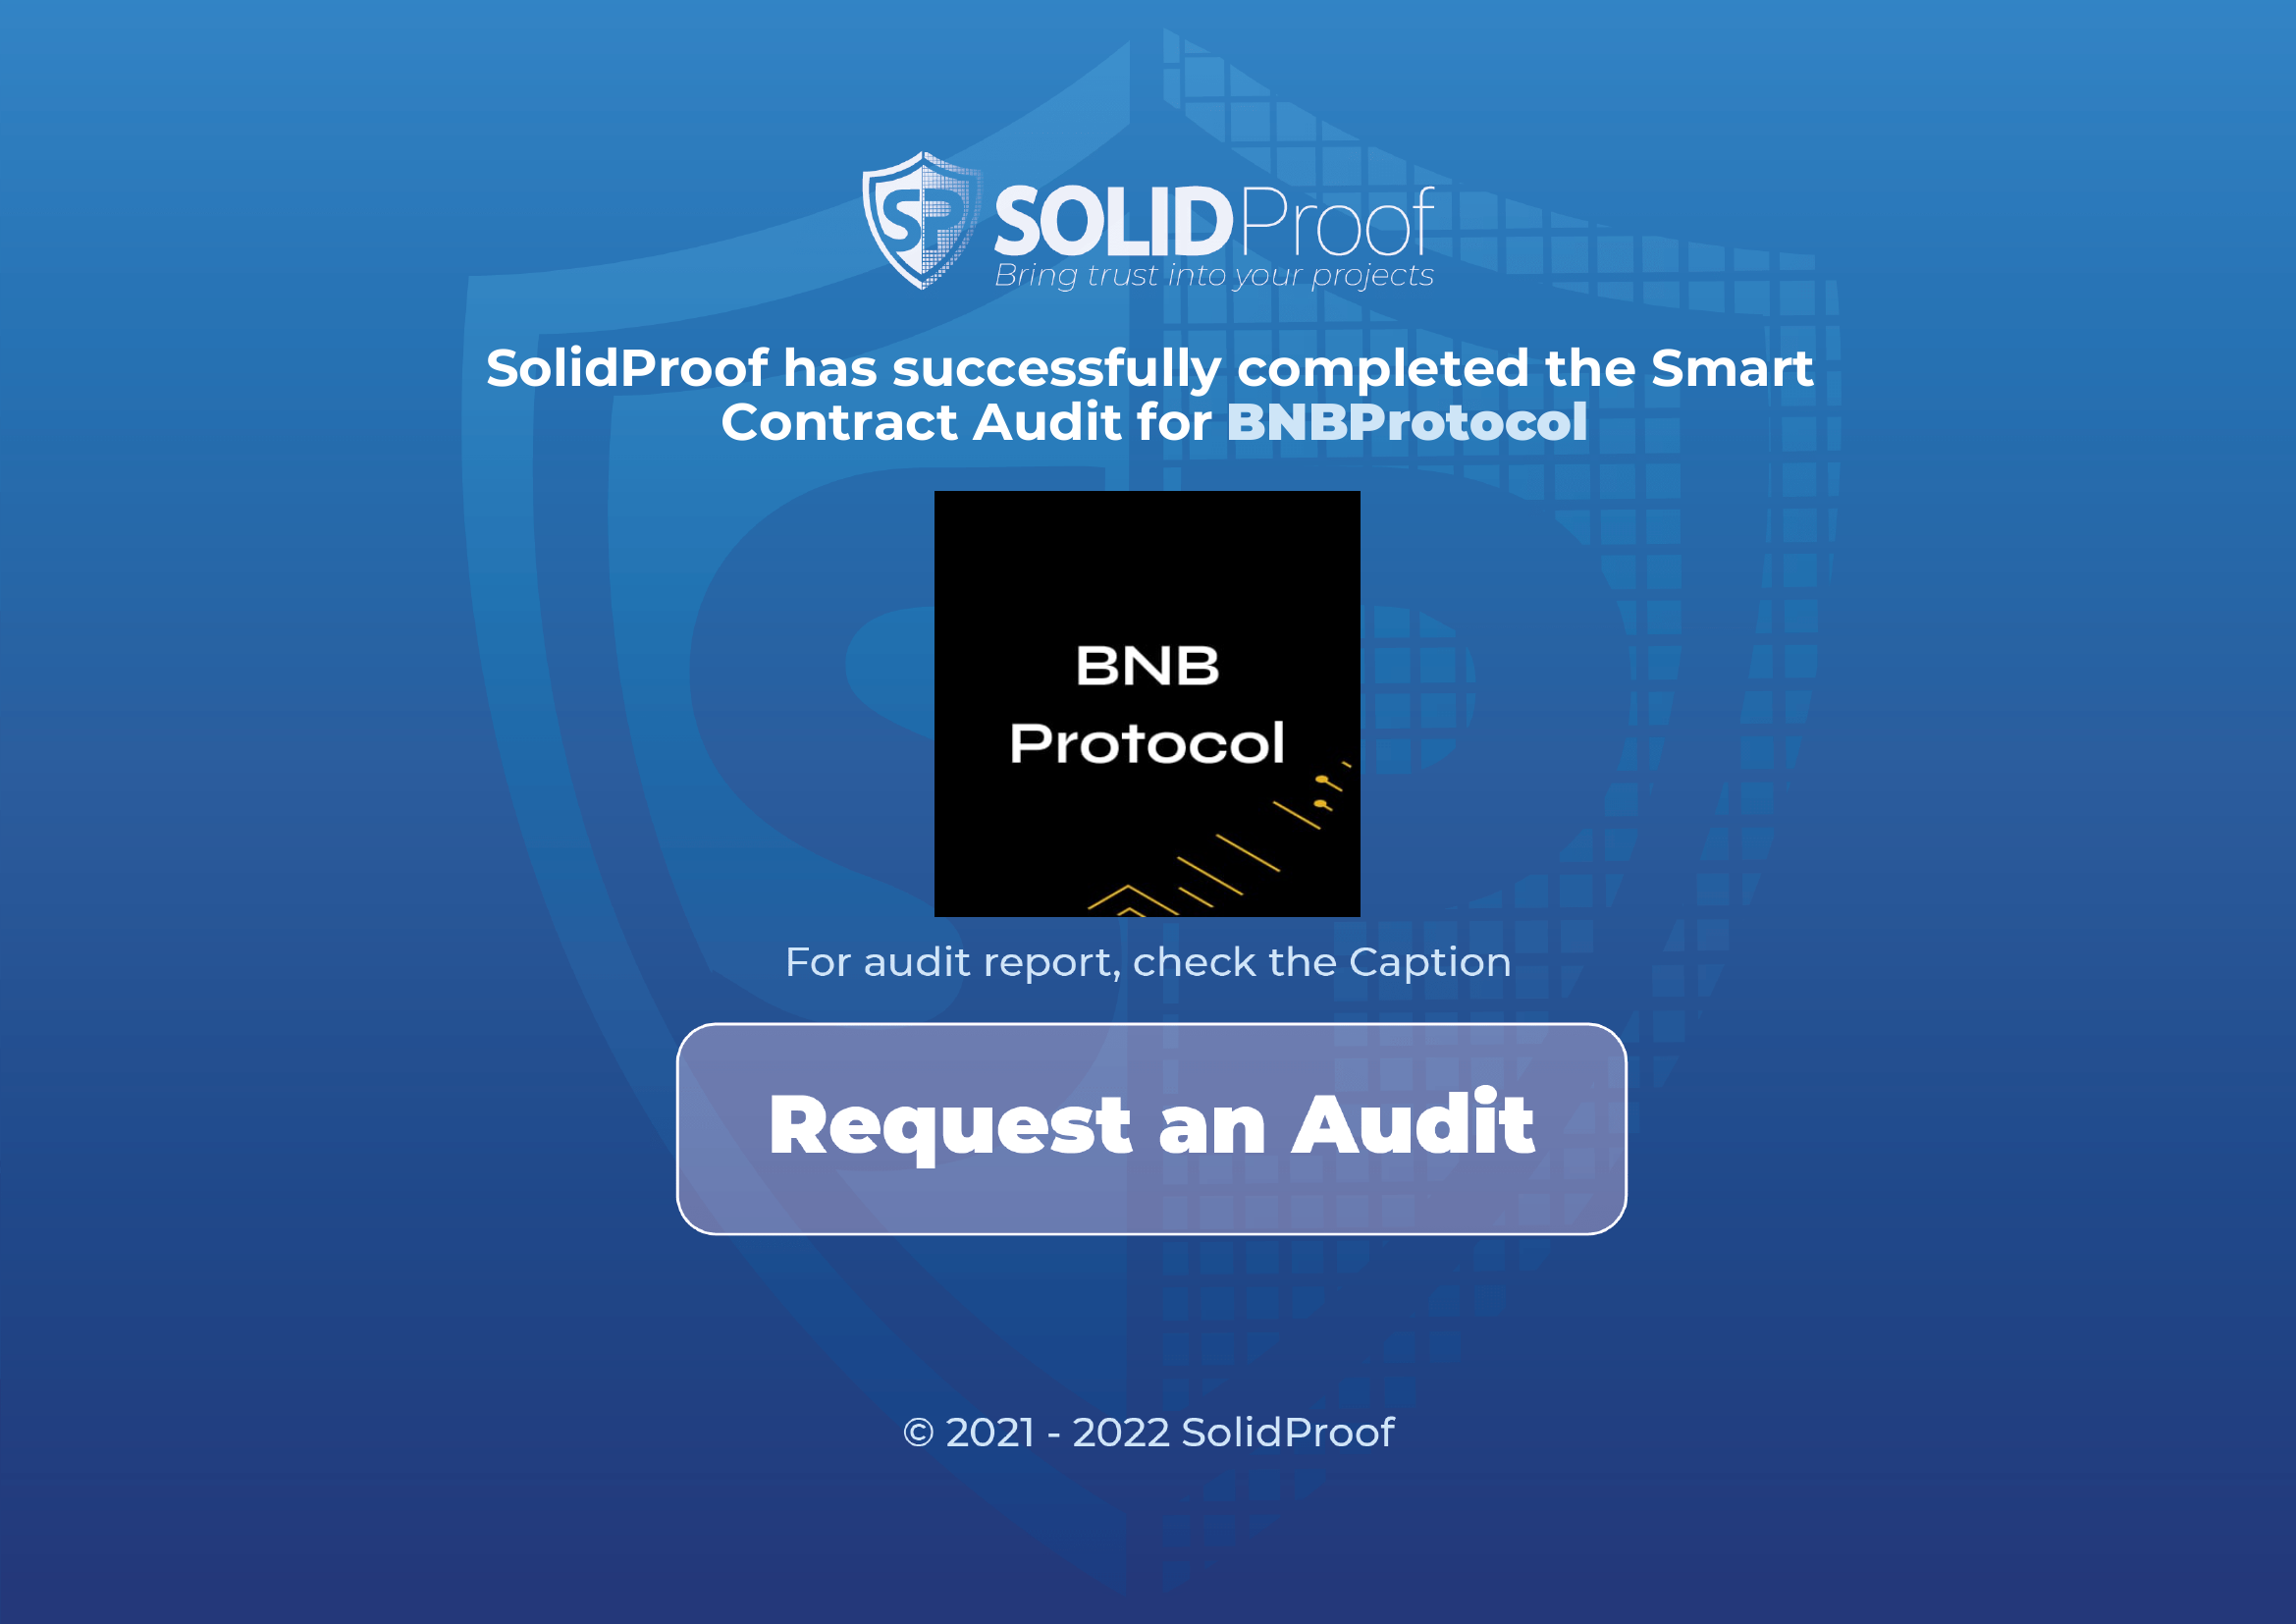 SP
SOLIDProof
Bring trust into your projects
SolidProof has successfully completed the Smart
Contract Audit for BNBProtocol
BNB
Protocol
For audit report, check the Caption
Request an Audit
© 2021 - 2022 SolidProof